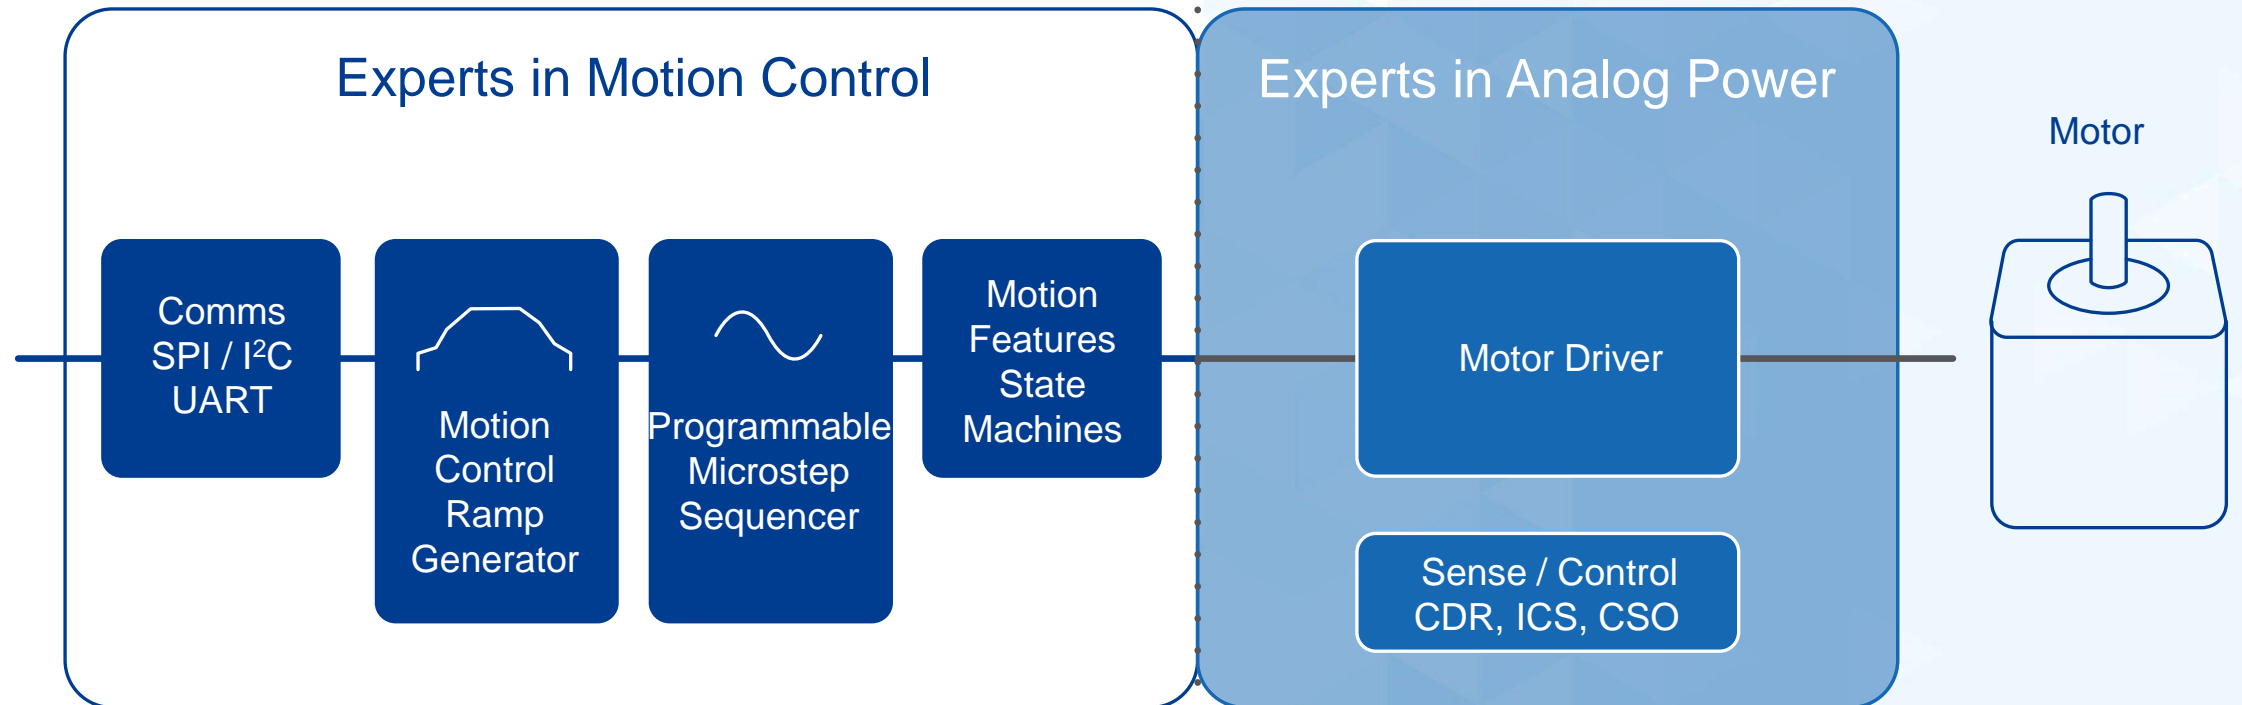 Experts in Motion Control
Comms
SPI / I²C
UART
Motion
Control
Ramp
Generator
Programmable
Microstep
Sequencer
Motion
Features
State
Machines
Experts in Analog Power
Motor Driver
Sense / Control
CDR, ICS, CSO
Motor